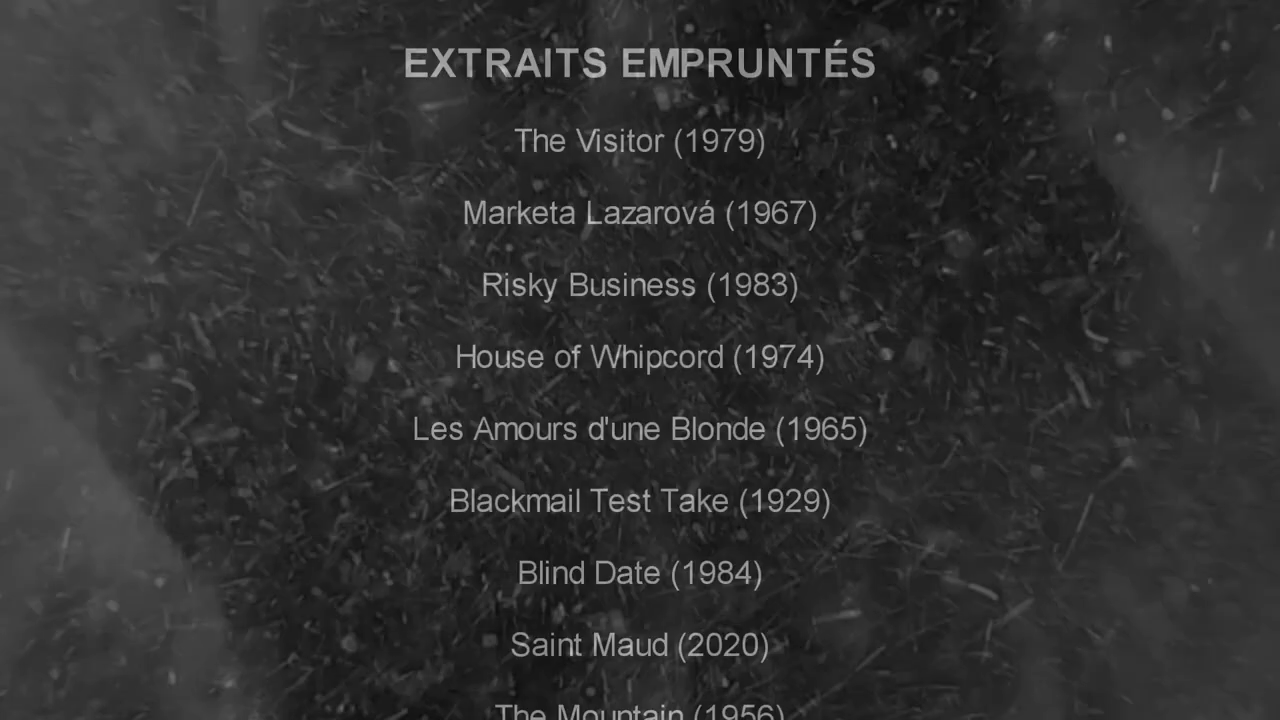 EXTRAITS EMPRUNTÉS
The Visitor (1979)
Marketa Lazarová (1967)
Risky Business (1983)
House of Whipcord (1974)
Les Amours d'une Blonde (1965)
Blackmail Test Take (1929)
Blind Date (1984)
Saint Maud (2020)
The Mountain (1956)